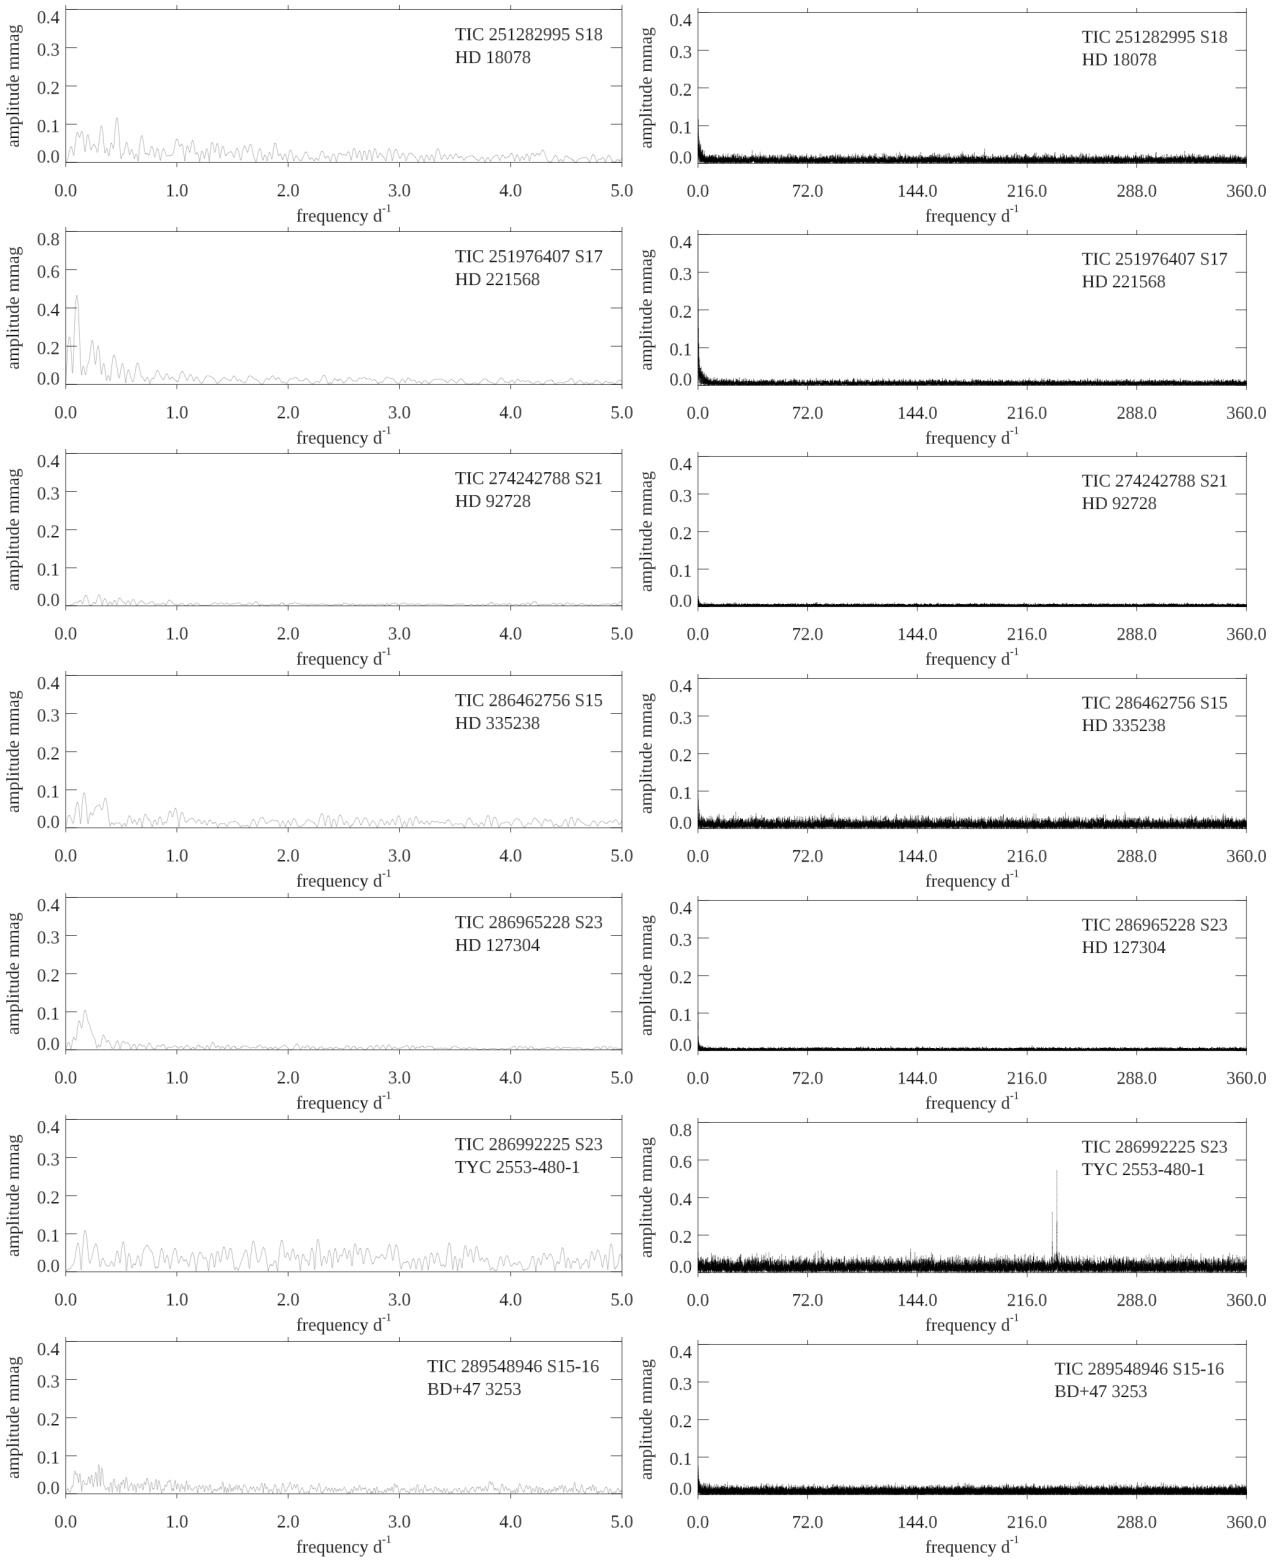 amplitude mmag
0.4
0.3
0.2
0.1
0.0
TIC 251282995 S18
HD 18078
0.0 1.0 2.0 3.0 4.0 5.0
frequency d-1
amplitude mmag
0.4
0.3
0.2
0.1
0.0
TIC 251282995 S18
HD 18078
0.0 72.0 144.0 216.0 288.0 360.0
frequency d-1
amplitude mmag
0.8
0.6
0.4
0.2
0.0
TIC 251976407 S17
HD 221568
0.0 1.0 2.0 3.0 4.0 5.0
frequency d-1
amplitude mmag
0.4
0.3
0.2
0.1
0.0
TIC 251976407 S17
HD 221568
0.0 72.0 144.0 216.0 288.0 360.0
frequency d-1
amplitude mmag
0.4
0.3
0.2
0.1
0.0
TIC 274242788 S21
HD 92728
0.0 1.0 2.0 3.0 4.0 5.0
frequency d-1
amplitude mmag
0.4
0.3
0.2
0.1
0.0
TIC 274242788 S21
HD 92728
0.0 72.0 144.0 216.0 288.0 360.0
frequency d-1
amplitude mmag
0.4
0.3
0.2
0.1
0.0
TIC 286462756 S15
HD 335238
0.0 1.0 2.0 3.0 4.0 5.0
frequency d-1
amplitude mmag
0.4
0.3
0.2
0.1
0.0
TIC 286462756 S15
HD 335238
0.0 72.0 144.0 216.0 288.0 360.0
frequency d-1
amplitude mmag
0.4
0.3
0.2
0.1
0.0
TIC 286965228 S23
HD 127304
0.0 1.0 2.0 3.0 4.0 5.0
frequency d-1
amplitude mmag
0.4
0.3
0.2
0.1
0.0
TIC 286965228 S23
HD 127304
0.0 72.0 144.0 216.0 288.0 360.0
frequency d-1
amplitude mmag
0.4
0.3
0.2
0.1
0.0
TIC 286992225 S23
TYC 2553-480-1
0.0 1.0 2.0 3.0 4.0 5.0
frequency d-1
amplitude mmag
0.8
0.6
0.4
0.2
0.0
TIC 286992225 S23
TYC 2553-480-1
0.0 72.0 144.0 216.0 288.0 360.0
frequency d-1
amplitude mmag
0.4
0.3
0.2
0.1
0.0
TIC 289548946 S15-16
BD+47 3253
0.0 1.0 2.0 3.0 4.0 5.0
frequency d-1
amplitude mmag
0.4
0.3
0.2
0.1
0.0
TIC 289548946 S15-16
BD+47 3253
0.0 72.0 144.0 216.0 288.0 360.0
frequency d-1